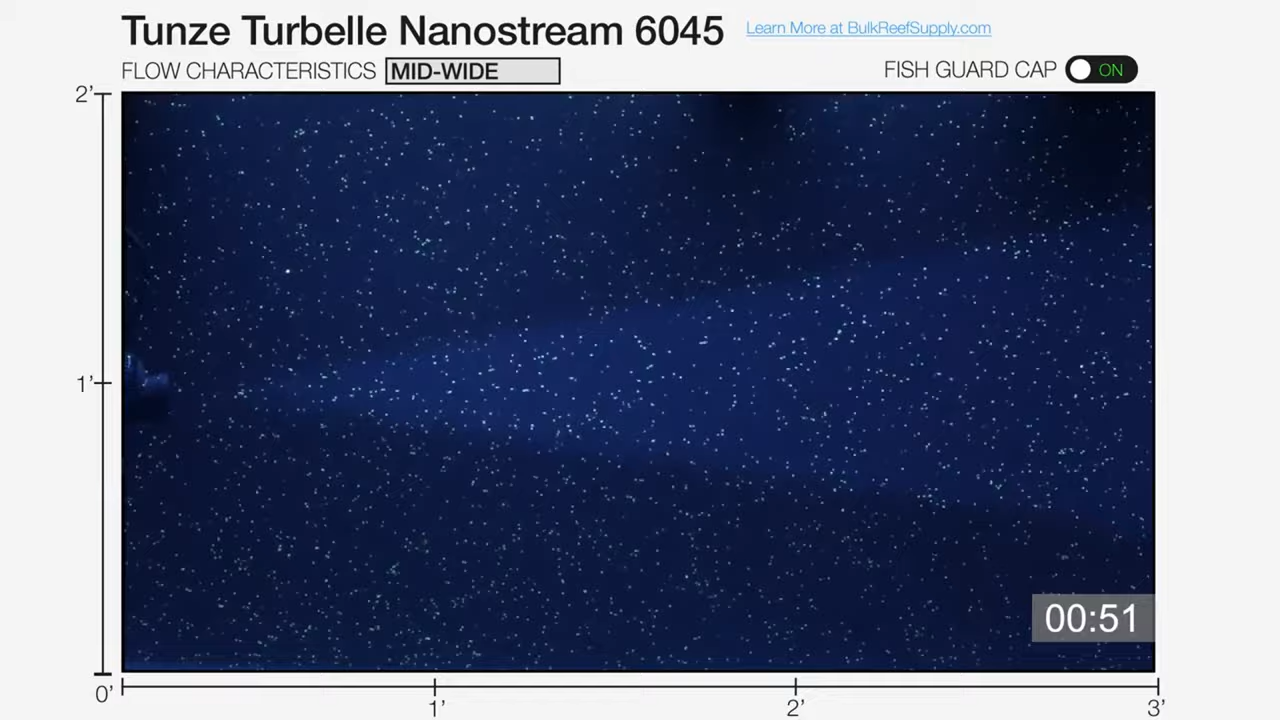 Tunze Turbelle Nanostream 6045
Learn More at BulkReefSupply.com
FLOW CHARACTERISTICS MID-WIDE
FISH GUARD CAP ON
2'
1'
00:51
0'
1'
2'
3'